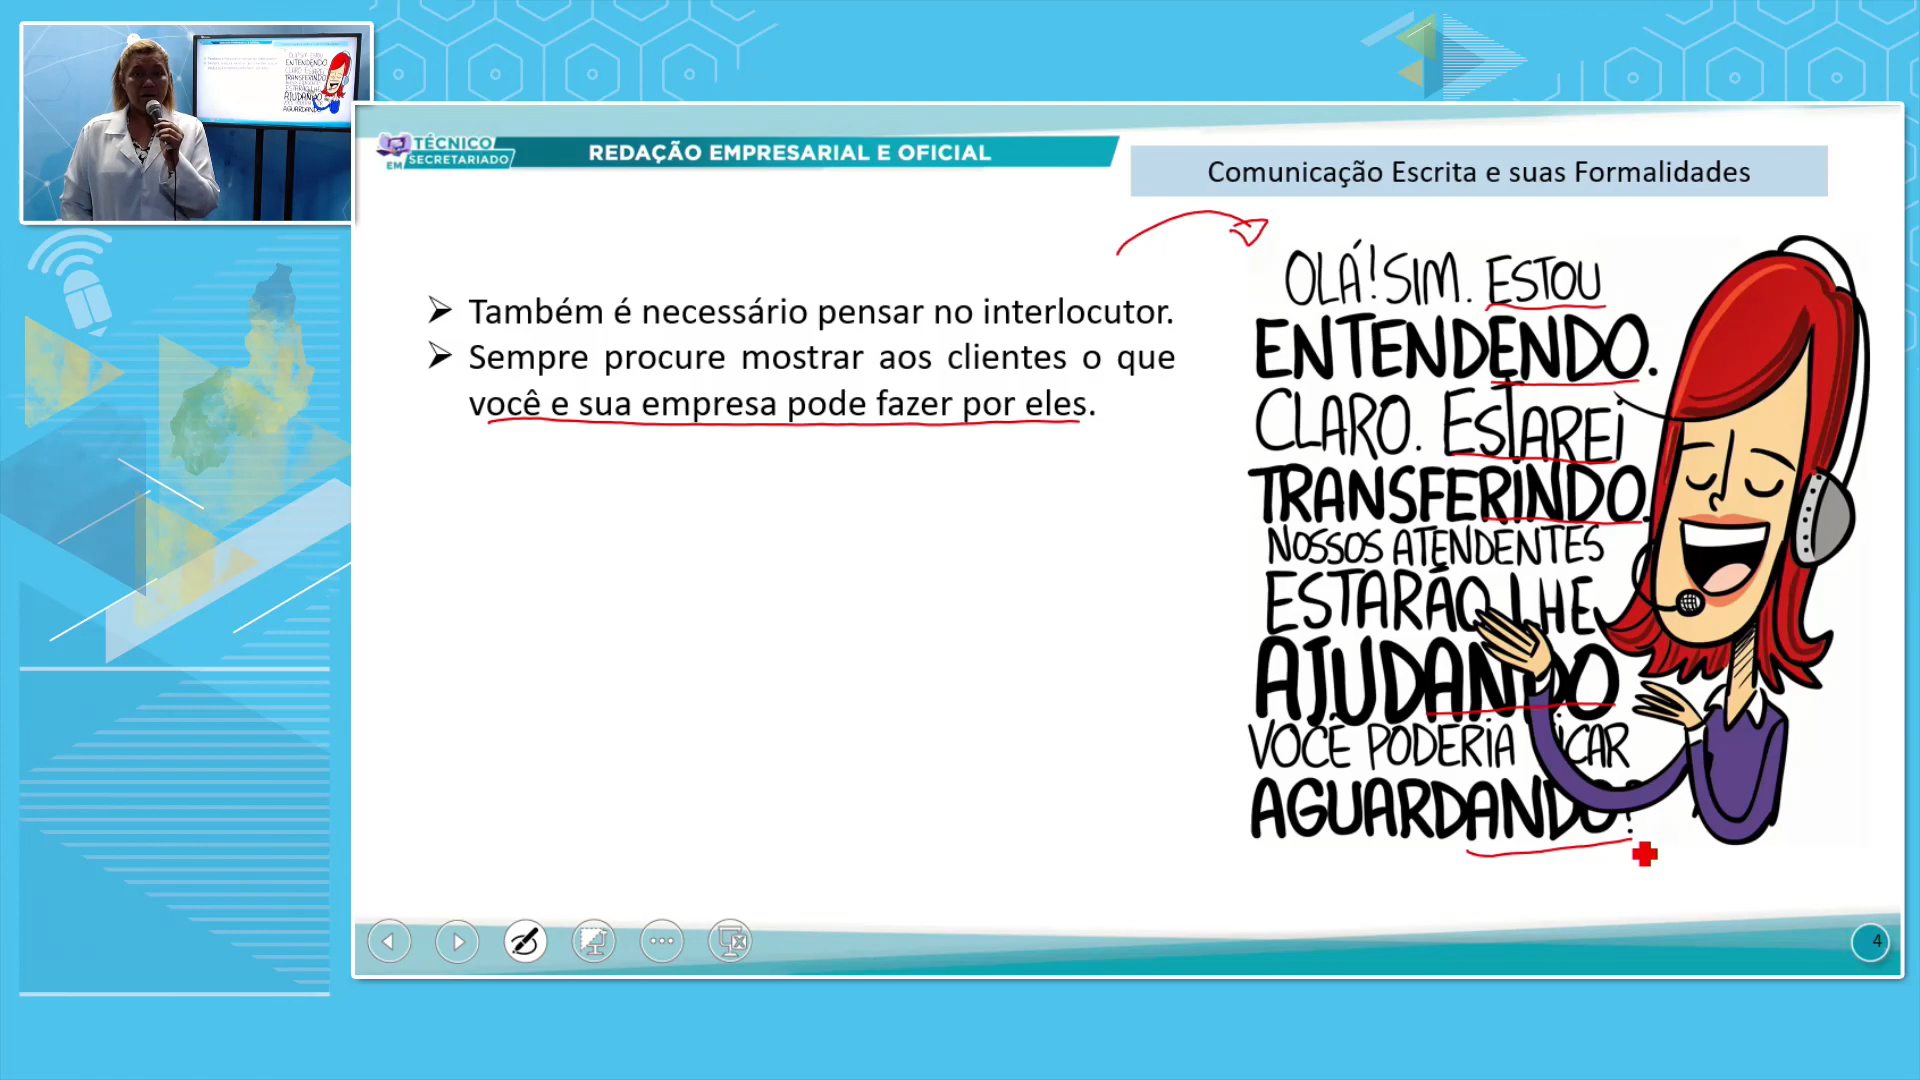 TÉCNICO
EM SECRETARIADO
REDAÇÃO EMPRESARIAL E OFICIAL
Comunicação Escrita e suas Formalidades
Também é necessário pensar no interlocutor.
Sempre procure mostrar aos clientes o que
você e sua empresa pode fazer por eles.
OLÁ! SIM. ESTOU
ENTENDENDO.
CLARO. ESTAREI
TRANSFERINDO.
NOSSOS ATENDENTES
ESTARÃO LHE
AJUDANDO
VOCÊ PODERIA FICAR
AGUARDANDO?
4